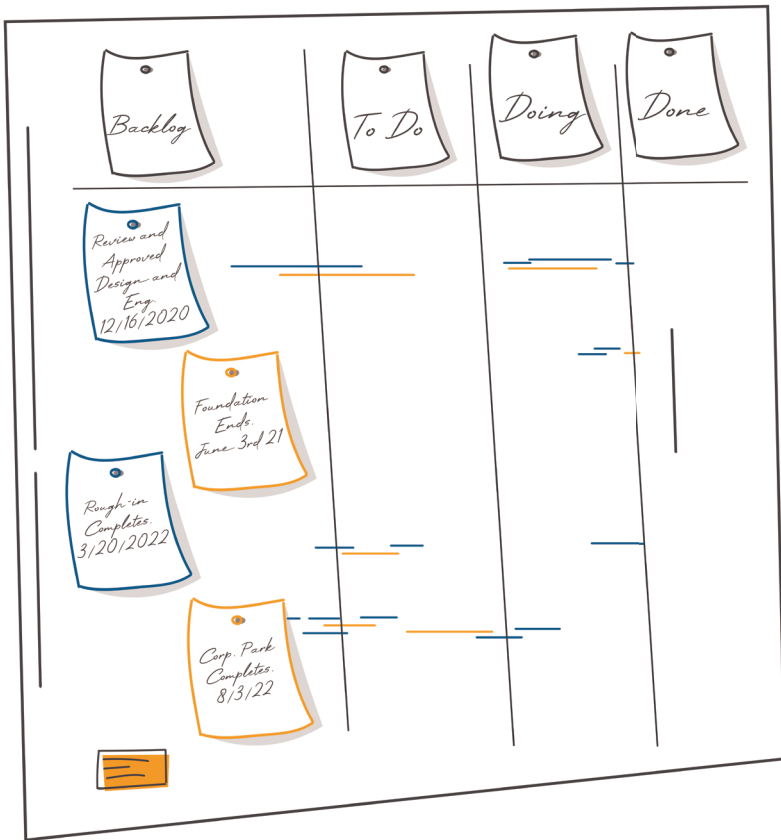 Backlog
To Do
Doing
Done
Review and
Approved
Design and
Eng.
12/16/2020
Foundation
Ends.
June 3rd 21
Rough-in
Completes.
3/20/2022
Corp. Park
Completes.
8/3/22